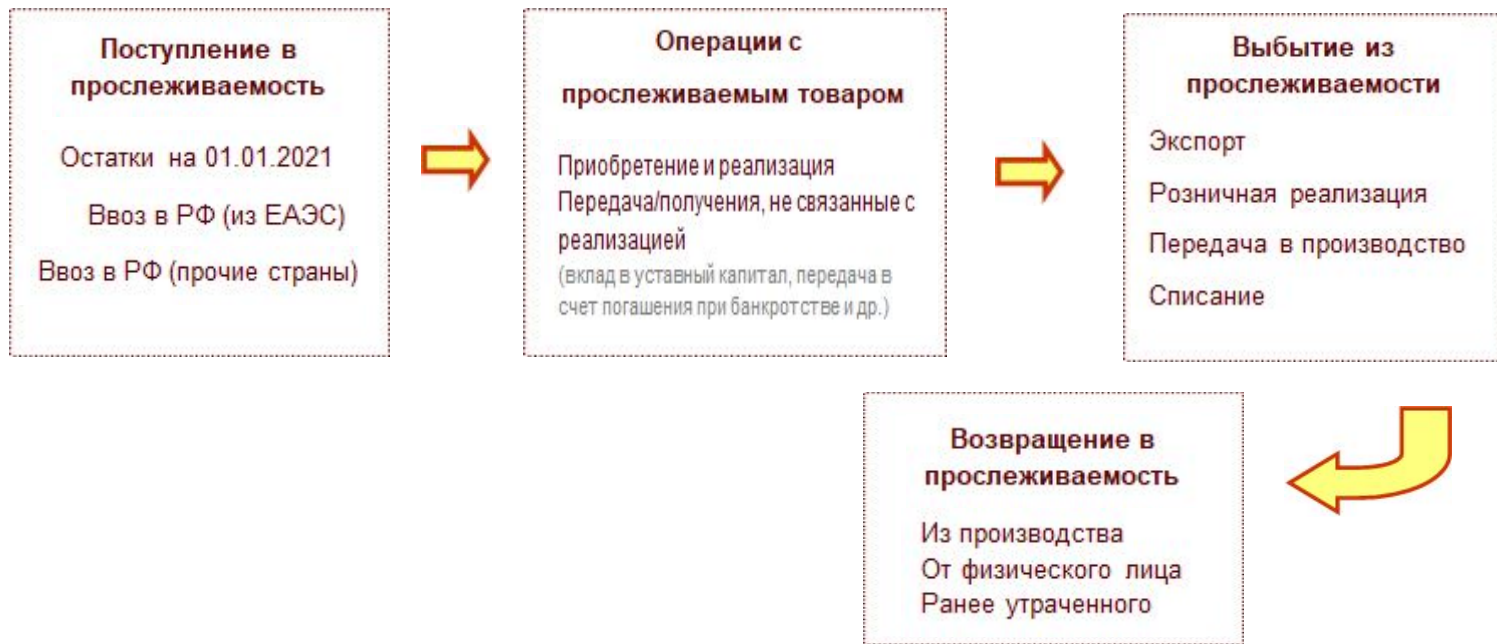 Поступление в
прослеживаемость
Остатки на 01.01.2021
Ввоз в РФ (из ЕАЭС)
Ввоз в РФ (прочие страны)
Операции с
прослеживаемым товаром
Приобретение и реализация
Передача/получения, не связанные с
реализацией
(вклад в уставный капитал, передача в
счет погашения при банкротстве и др.)
Выбытие из
прослеживаемости
Экспорт
Розничная реализация
Передача в производство
Списание
Возвращение в
прослеживаемость
Из производства
От физического лица
Ранее утраченного